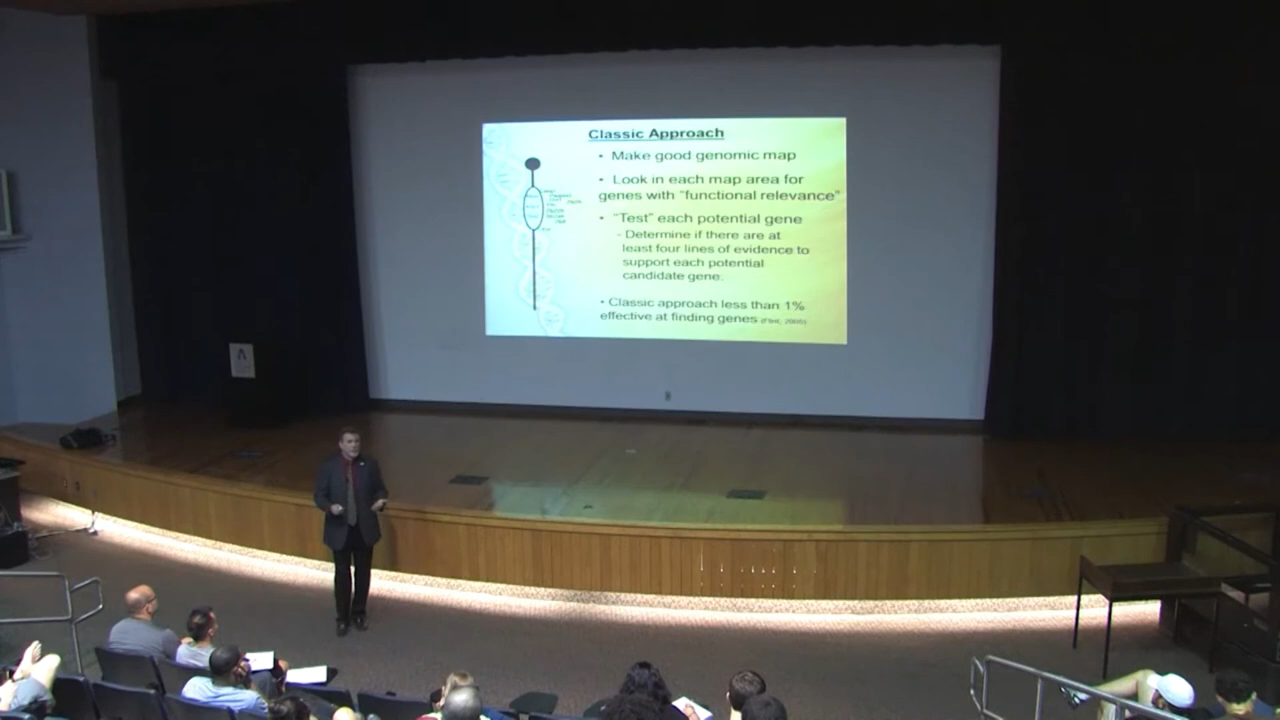 Classic Approach
• Make good genomic map
• Look in each map area for
genes with "functional relevance"
• "Test" each potential gene
- Determine if there are at
least four lines of evidence to
support each potential
candidate gene.
• Classic approach less than 1%
effective at finding genes (Flint, 2005)